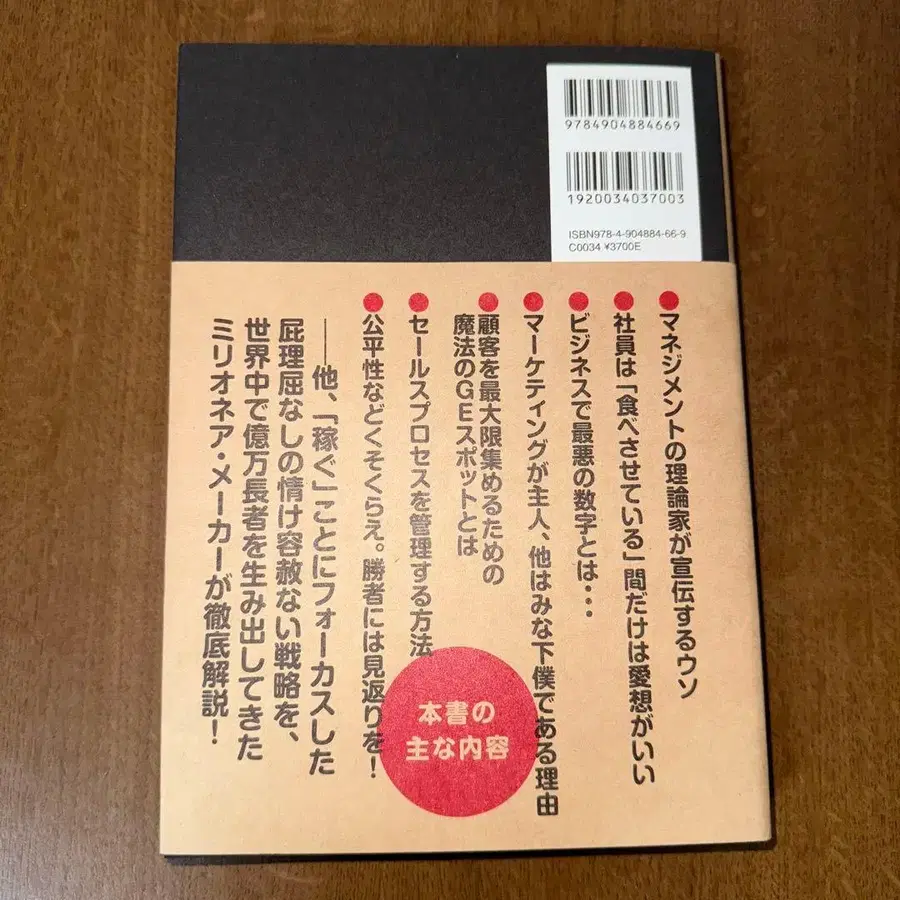 9784904884669
1920034037003
ISBN978-4-904884-66-9
C0034 ¥3700E
●マネジメントの理論家が宣伝するウソ
●社員は「食べさせている」間だけは愛想がいい
●ビジネスで最悪の数字とは・・・
●マーケティングが主人、他はみな下僕である理由
●顧客を最大限集めるための
魔法のGEスポットとは
●セールスプロセスを管理する方法
●公平性などくそくらえ。勝者には見返りを！
――他、「稼ぐ」ことにフォーカスした
屁理屈なしの情け容赦ない戦略を、
世界中で億万長者を生み出してきた
ミリオネア・メーカーが徹底解説！
本書の
主な内容